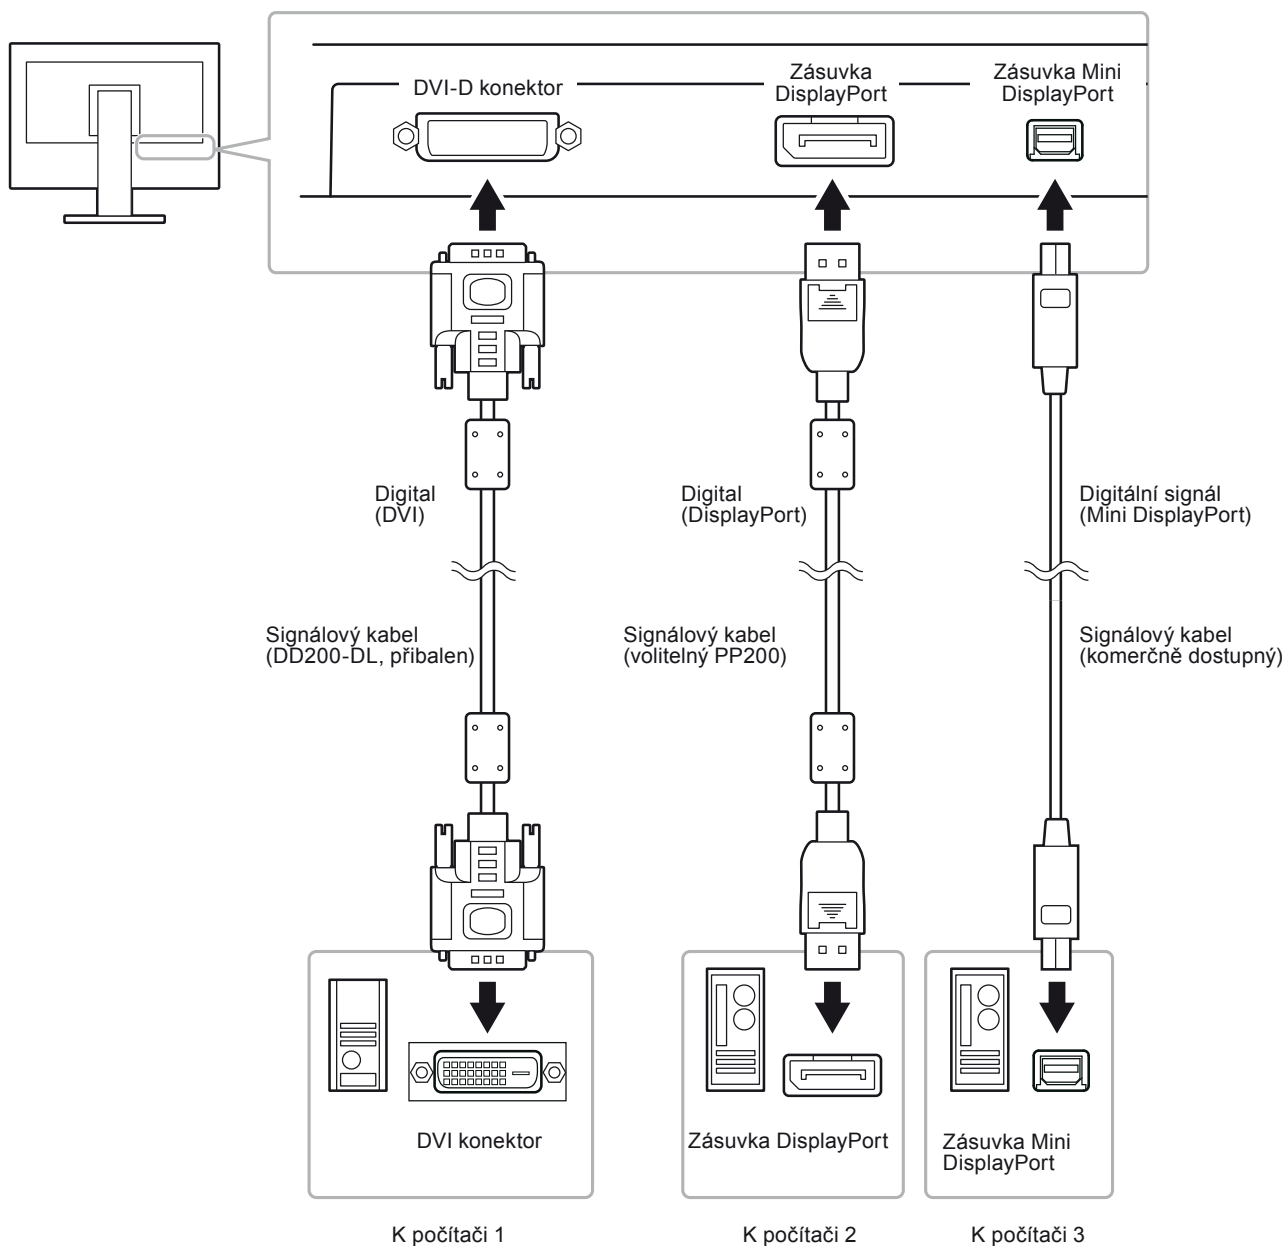 DVI-D konektor
Zásuvka
DisplayPort
Zásuvka Mini
DisplayPort
Digital
(DVI)
Digital
(DisplayPort)
Digitální signál
(Mini DisplayPort)
Signálový kabel
(DD200-DL, přibalen)
Signálový kabel
(volitelný PP200)
Signálový kabel
(komerčně dostupný)
DVI konektor
Zásuvka DisplayPort
Zásuvka Mini
DisplayPort
K počítači 1
K počítači 2
K počítači 3